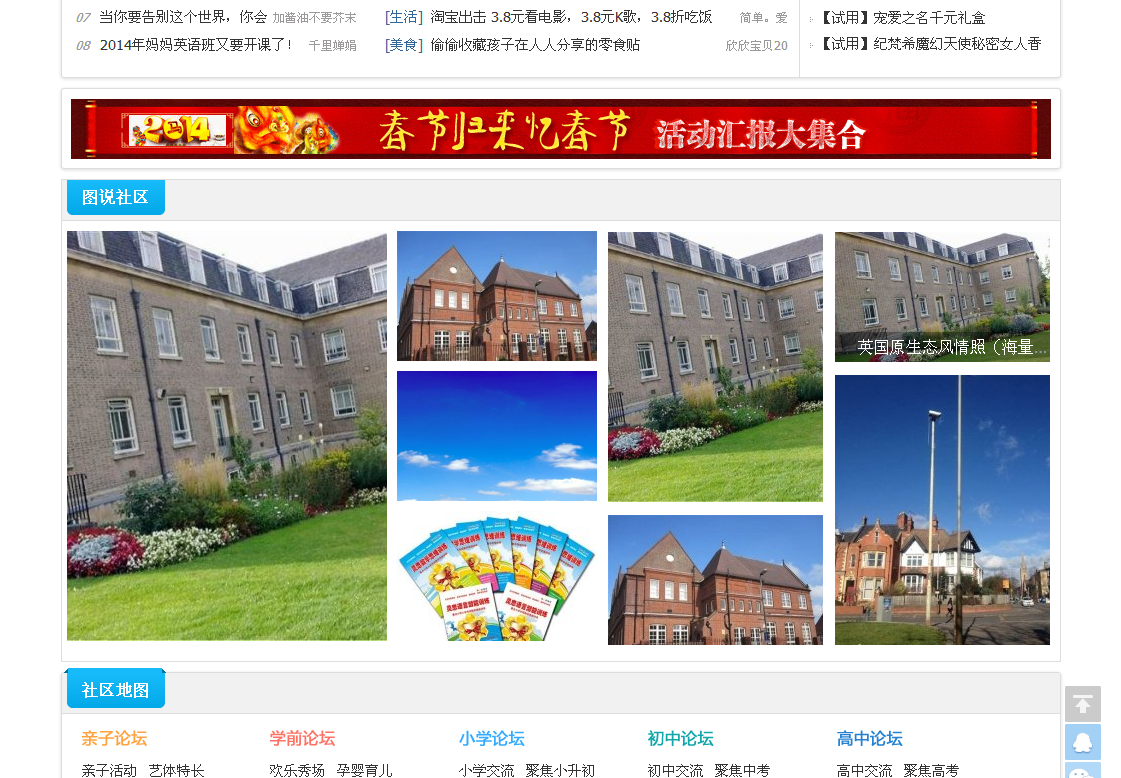 07 当你要告别这个世界，你会 加酱油不要芥末
[生活] 淘宝出击 3.8元看电影，3.8元K歌，3.8折吃饭 简单。爱
【试用】宠爱之名千元礼盒
08 2014年妈妈英语班又要开课了！ 千里婵娟
[美食] 偷偷收藏孩子在人人分享的零食贴 欣欣宝贝20
【试用】纪梵希魔幻天使秘密女人香
2014 春节归来忆春节 活动汇报大集合
图说社区
英国原生态风情照（海量...
社区地图
亲子论坛 学前论坛 小学论坛 初中论坛 高中论坛
亲子活动 艺体特长 欢乐秀场 孕婴育儿 小学交流 聚焦小升初 初中交流 聚焦中考 高中交流 聚焦高考